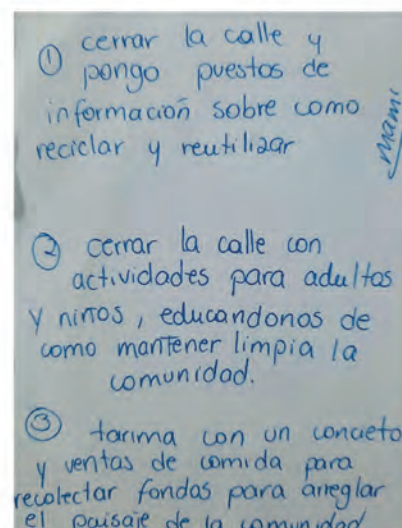 ① cerrar la calle y
pongo puestos de
información sobre como
reciclar y reutilizar
mami
② cerrar la calle con
actividades para adultos
y niños, educandonos de
como mantener limpia la
comunidad.
③ tarima con un concieto
y ventas de comida para
recolectar fondos para arreglar
el paisaje de la comunidad